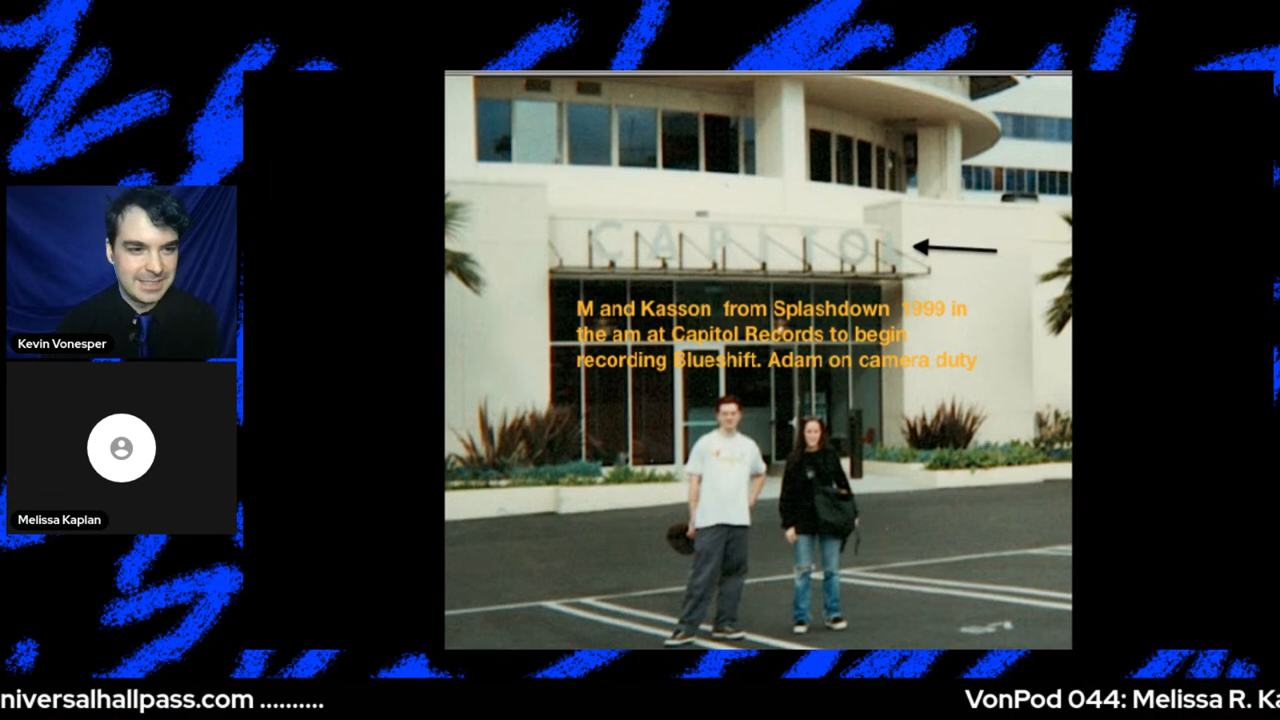 CAPITOL
M and Kasson from Splashdown 1999 in
the am at Capitol Records to begin
recording Blueshift. Adam on camera duty
Kevin Vonesper
Melissa Kaplan
niversalhallpass.com ..........
VonPod 044: Melissa R. Ka